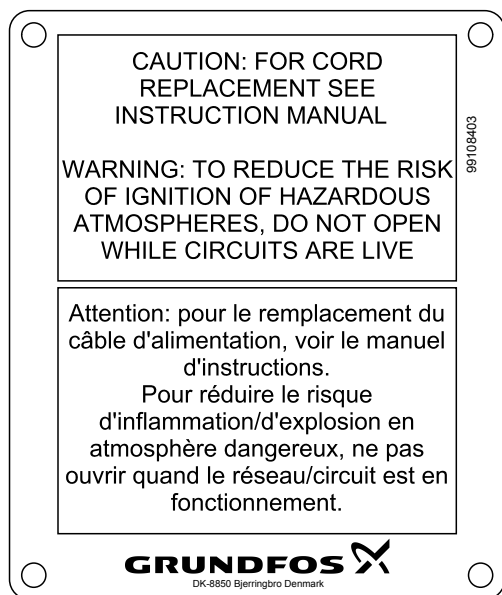 CAUTION: FOR CORD
REPLACEMENT SEE
INSTRUCTION MANUAL
WARNING: TO REDUCE THE RISK
OF IGNITION OF HAZARDOUS
ATMOSPHERES, DO NOT OPEN
WHILE CIRCUITS ARE LIVE
99108403
Attention: pour le remplacement du
câble d'alimentation, voir le manuel
d'instructions.
Pour réduire le risque
d'inflammation/d'explosion en
atmosphère dangereux, ne pas
ouvrir quand le réseau/circuit est en
fonctionnement.
GRUNDFOS
DK-8850 Bjerringbro Denmark